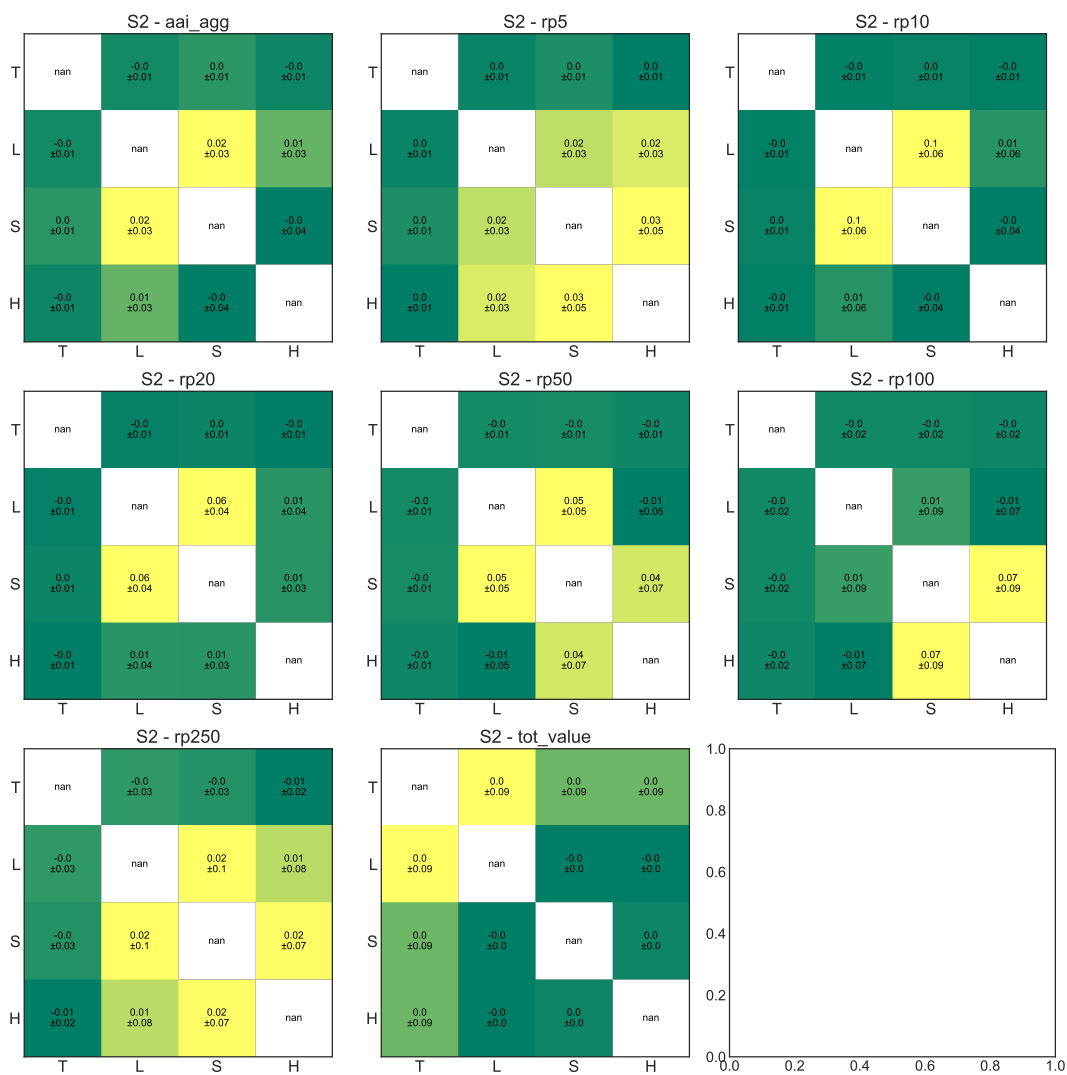 S2 - aai_agg
T nan -0.0 ±0.01 0.0 ±0.01 -0.0 ±0.01
L -0.0 ±0.01 nan 0.02 ±0.03 0.01 ±0.03
S 0.0 ±0.01 0.02 ±0.03 nan -0.0 ±0.04
H -0.0 ±0.01 0.01 ±0.03 -0.0 ±0.04 nan
T L S H
S2 - rp5
T nan 0.0 ±0.01 0.0 ±0.01 0.0 ±0.01
L 0.0 ±0.01 nan 0.02 ±0.03 0.02 ±0.03
S 0.0 ±0.01 0.02 ±0.03 nan 0.03 ±0.05
H 0.0 ±0.01 0.02 ±0.03 0.03 ±0.05 nan
T L S H
S2 - rp10
T nan -0.0 ±0.01 0.0 ±0.01 -0.0 ±0.01
L -0.0 ±0.01 nan 0.1 ±0.06 0.01 ±0.06
S 0.0 ±0.01 0.1 ±0.06 nan -0.0 ±0.04
H -0.0 ±0.01 0.01 ±0.06 -0.0 ±0.04 nan
T L S H
S2 - rp20
T nan -0.0 ±0.01 0.0 ±0.01 -0.0 ±0.01
L -0.0 ±0.01 nan 0.06 ±0.04 0.01 ±0.04
S 0.0 ±0.01 0.06 ±0.04 nan 0.01 ±0.03
H -0.0 ±0.01 0.01 ±0.04 0.01 ±0.03 nan
T L S H
S2 - rp50
T nan -0.0 ±0.01 -0.0 ±0.01 -0.0 ±0.01
L -0.0 ±0.01 nan 0.05 ±0.05 -0.01 ±0.05
S -0.0 ±0.01 0.05 ±0.05 nan 0.04 ±0.07
H -0.0 ±0.01 -0.01 ±0.05 0.04 ±0.07 nan
T L S H
S2 - rp100
T nan -0.0 ±0.02 -0.0 ±0.02 -0.0 ±0.02
L -0.0 ±0.02 nan 0.01 ±0.09 -0.01 ±0.07
S -0.0 ±0.02 0.01 ±0.09 nan 0.07 ±0.09
H -0.0 ±0.02 -0.01 ±0.07 0.07 ±0.09 nan
T L S H
S2 - rp250
T nan -0.0 ±0.03 -0.0 ±0.03 -0.01 ±0.02
L -0.0 ±0.03 nan 0.02 ±0.1 0.01 ±0.08
S -0.0 ±0.03 0.02 ±0.1 nan 0.02 ±0.07
H -0.01 ±0.02 0.01 ±0.08 0.02 ±0.07 nan
T L S H
S2 - tot_value
T nan 0.0 ±0.09 0.0 ±0.09 0.0 ±0.09
L 0.0 ±0.09 nan -0.0 ±0.0 -0.0 ±0.0
S 0.0 ±0.09 -0.0 ±0.0 nan 0.0 ±0.0
H 0.0 ±0.09 -0.0 ±0.0 0.0 ±0.0 nan
T L S H
1.0
0.8
0.6
0.4
0.2
0.0
0.0 0.2 0.4 0.6 0.8 1.0